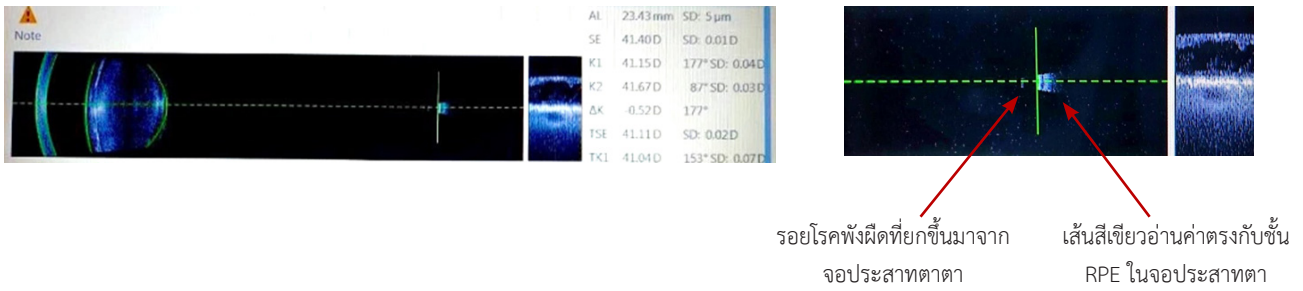 Note
AL 23.43 mm SD: 5 µm
SE 41.40 D SD: 0.01 D
K1 41.15 D 177° SD: 0.04 D
K2 41.67 D 87° SD: 0.03 D
ΔK -0.52 D 177°
TSE 41.11 D SD: 0.02 D
TK1 41.04 D 153° SD: 0.07 D
รอยโรคพังผืดที่ยกขึ้นมาจาก
จอประสาทตาตา
เส้นสีเขียวอ่านค่าตรงกับชั้น
RPE ในจอประสาทตา